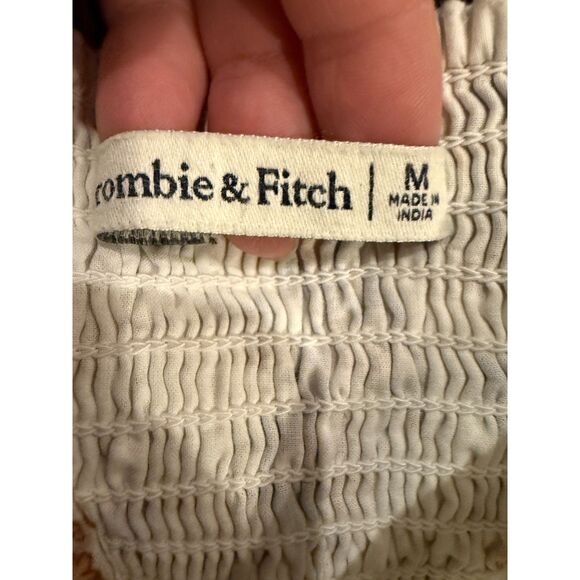 rombie & Fitch
M
MADE IN
INDIA